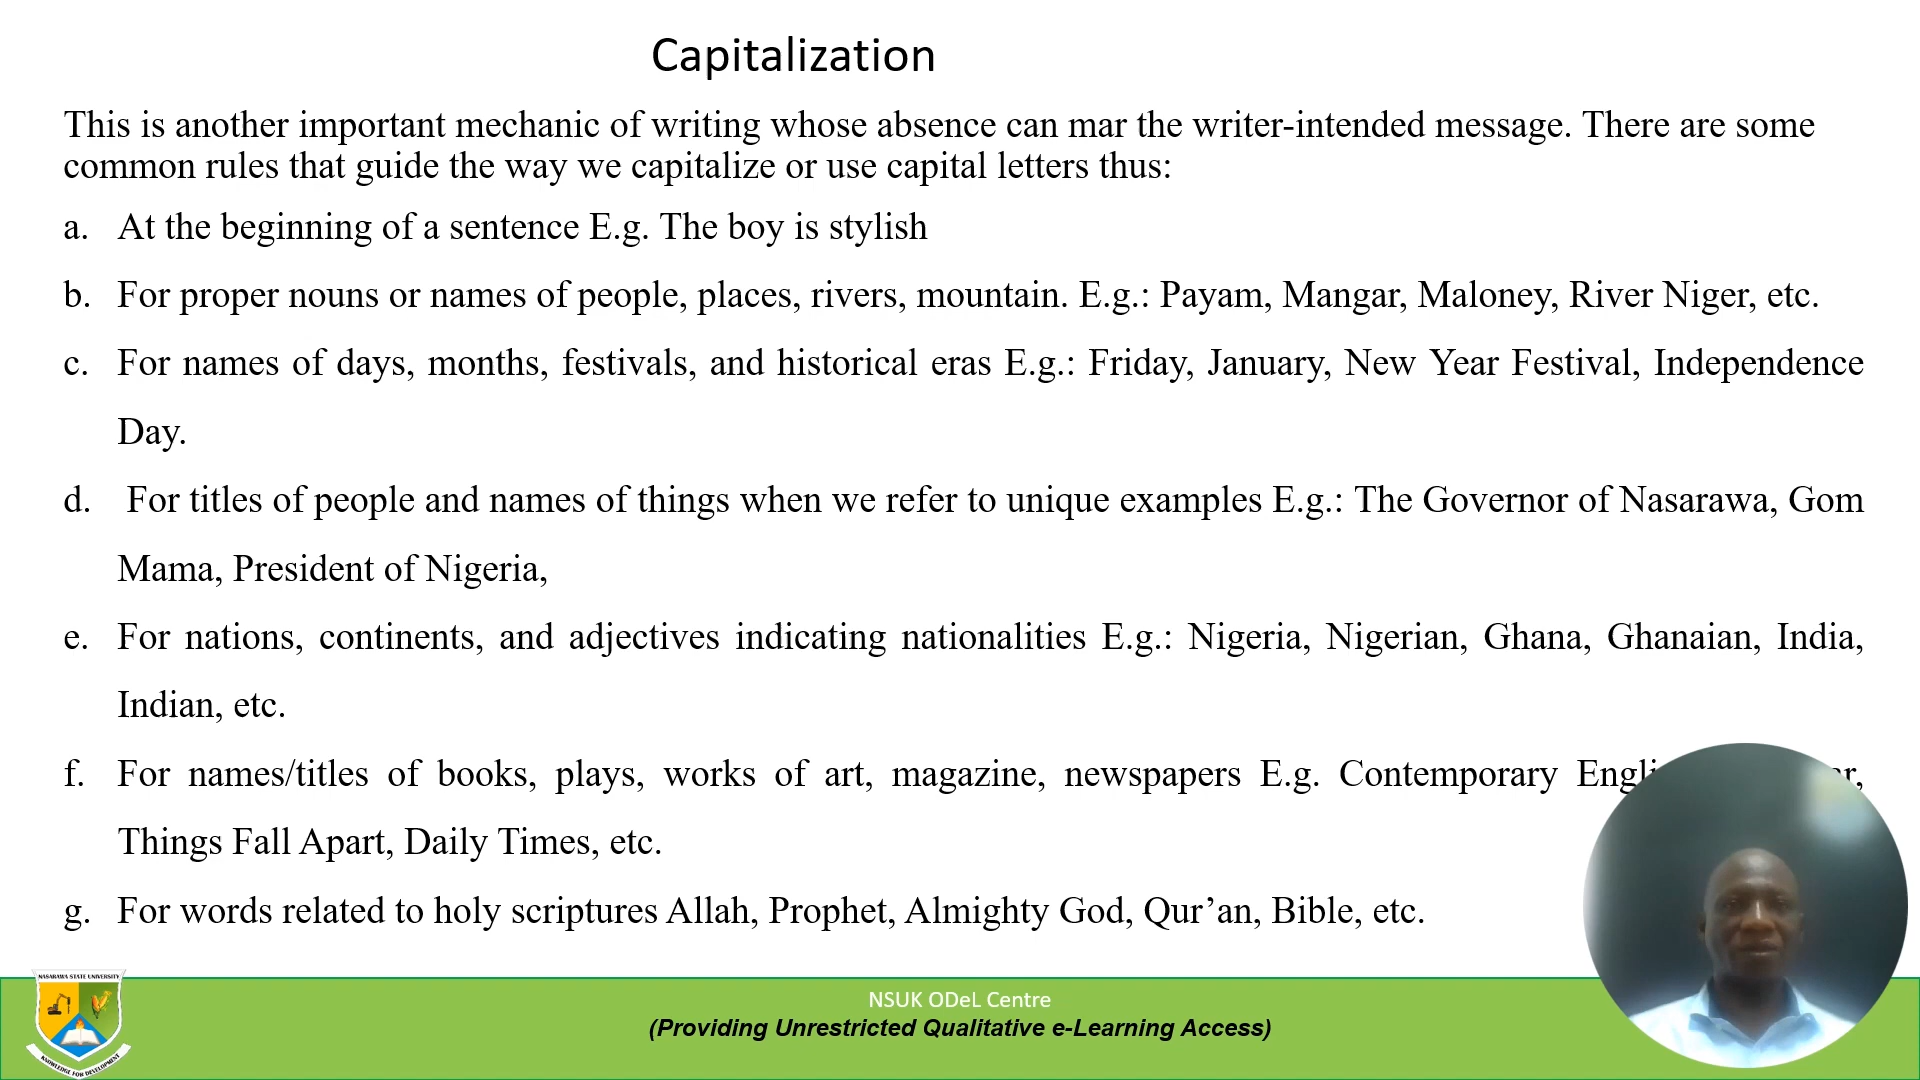 Capitalization
This is another important mechanic of writing whose absence can mar the writer-intended message. There are some
common rules that guide the way we capitalize or use capital letters thus:
a. At the beginning of a sentence E.g. The boy is stylish
b. For proper nouns or names of people, places, rivers, mountain. E.g.: Payam, Mangar, Maloney, River Niger, etc.
c. For names of days, months, festivals, and historical eras E.g.: Friday, January, New Year Festival, Independence
Day.
d. For titles of people and names of things when we refer to unique examples E.g.: The Governor of Nasarawa, Gom
Mama, President of Nigeria,
e. For nations, continents, and adjectives indicating nationalities E.g.: Nigeria, Nigerian, Ghana, Ghanaian, India,
Indian, etc.
f. For names/titles of books, plays, works of art, magazine, newspapers E.g. Contemporary
Things Fall Apart, Daily Times, etc.
g. For words related to holy scriptures Allah, Prophet, Almighty God, Qur’an, Bible, etc.
NASARAWA STATE UNIVERSITY
KNOWLEDGE FOR DEVELOPMENT
NSUK ODeL Centre
(Providing Unrestricted Qualitative e-Learning Access)